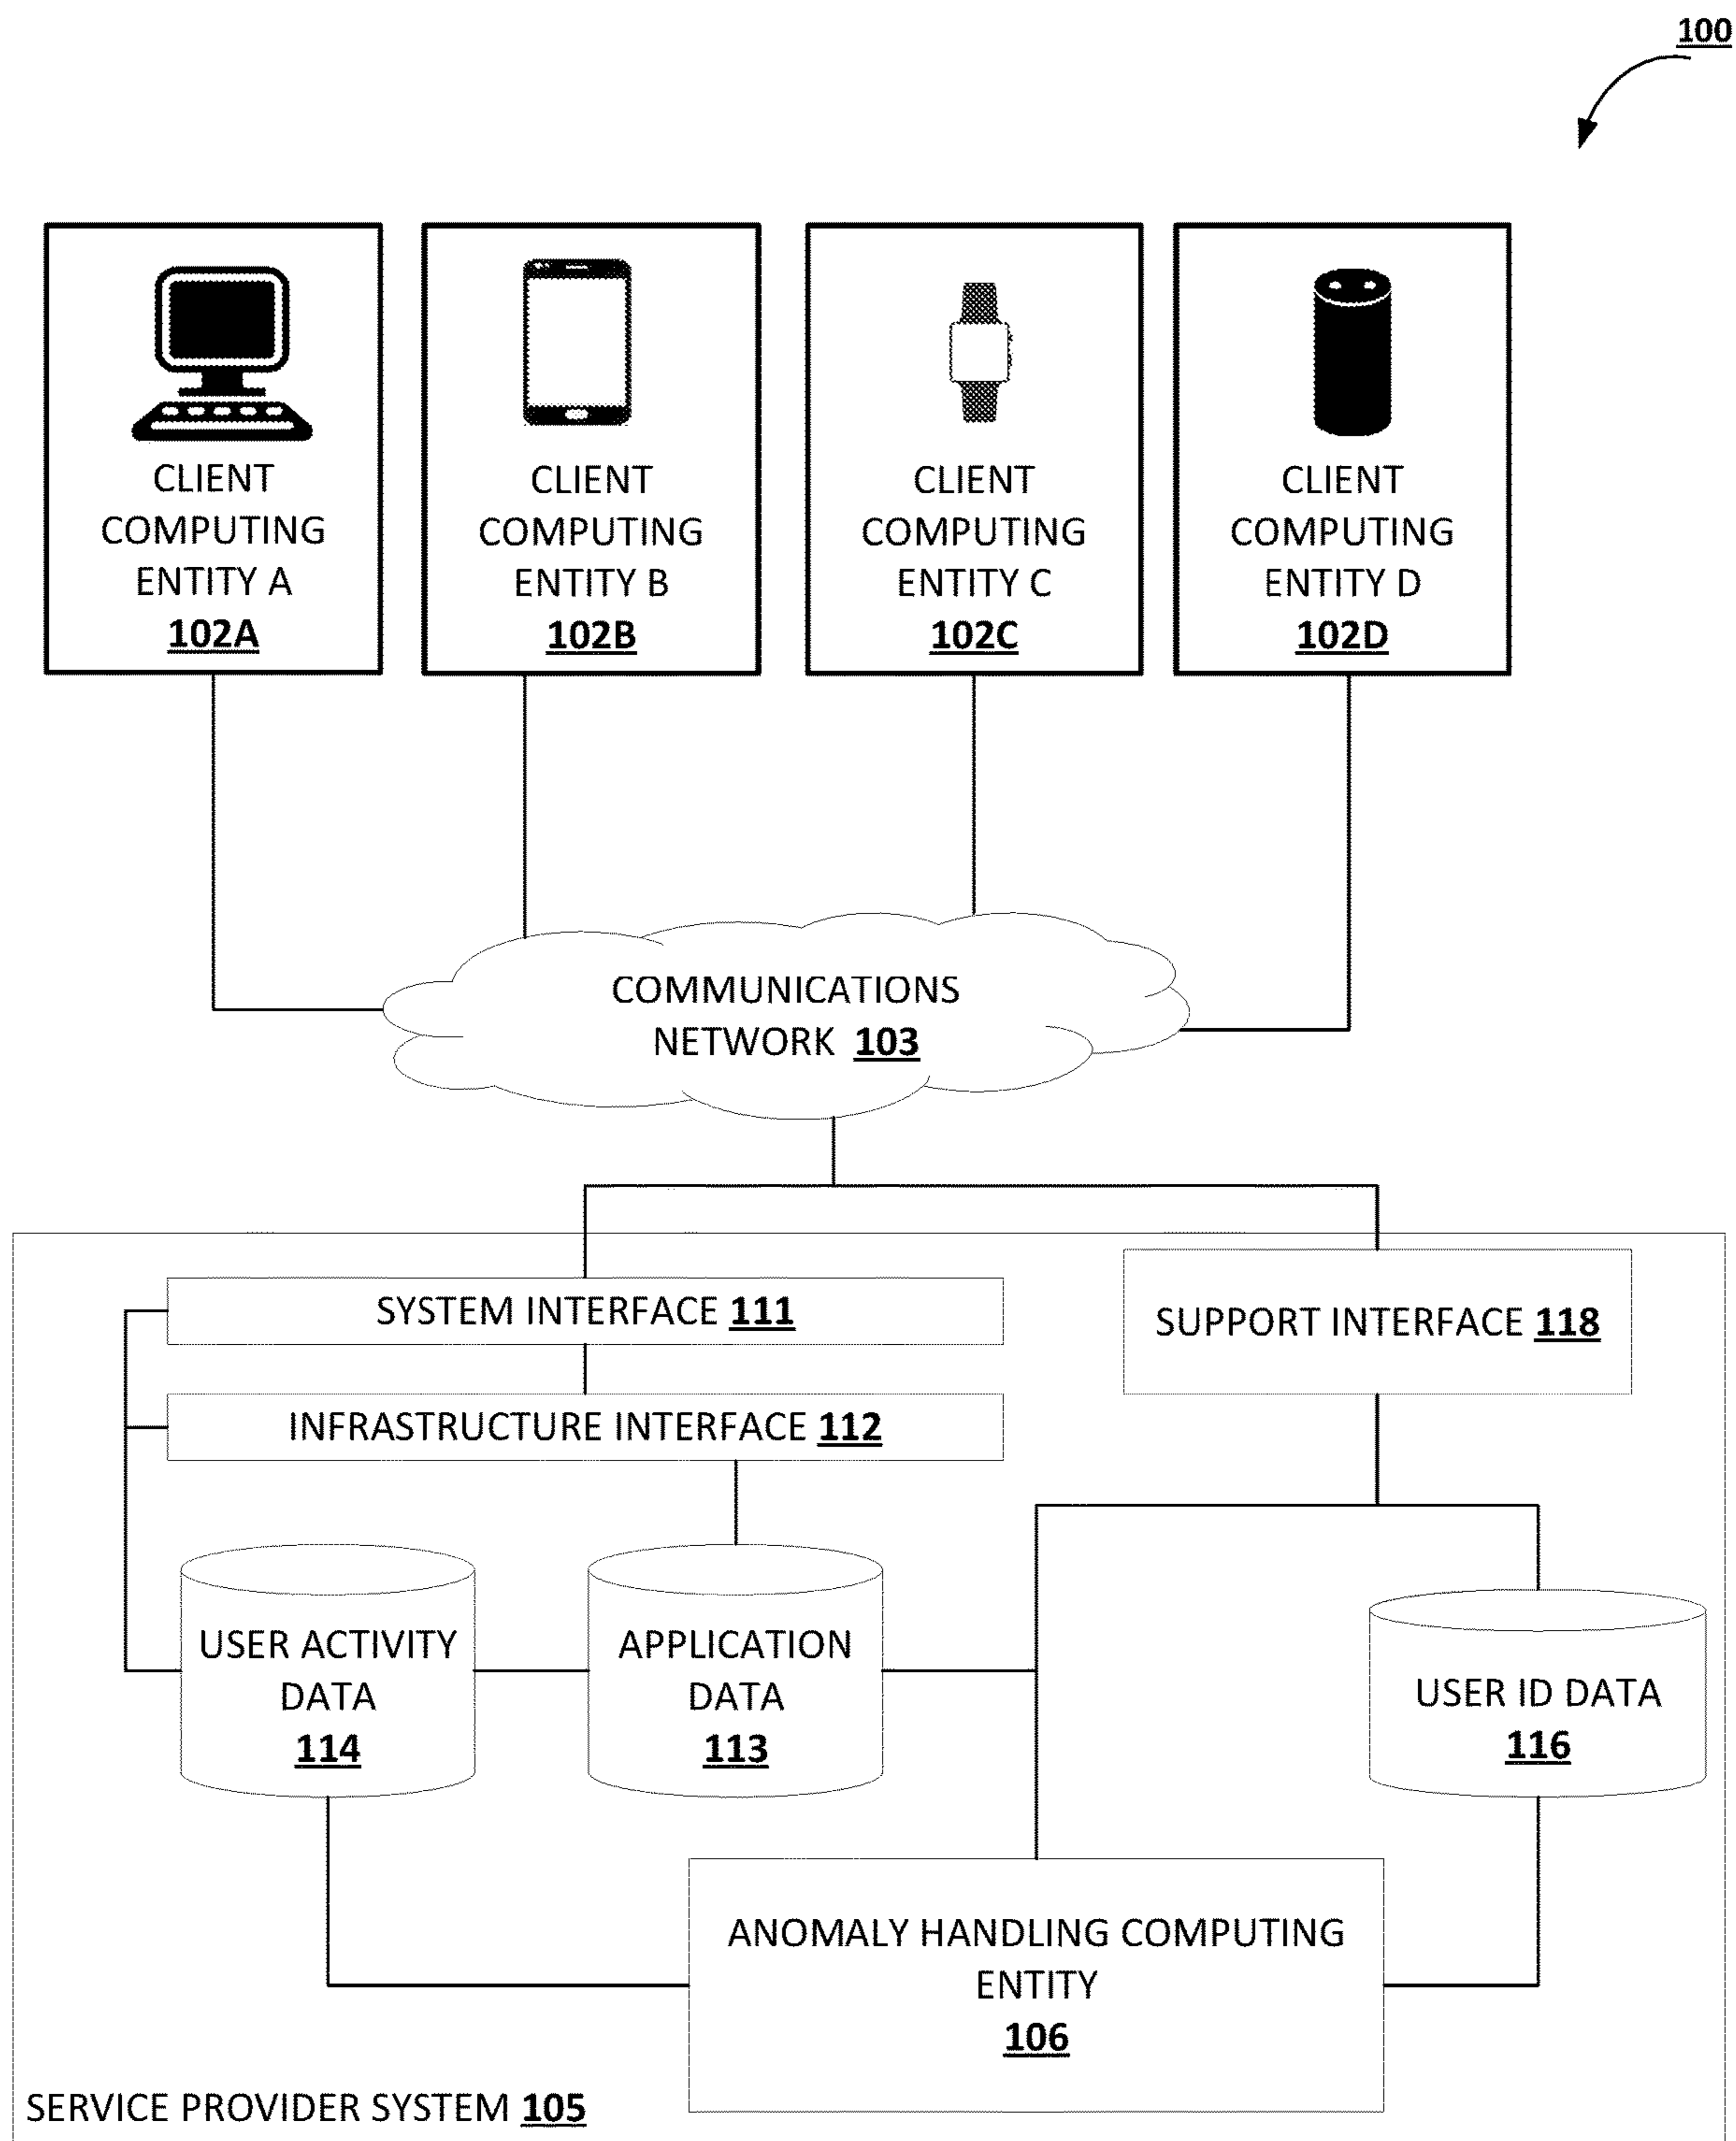 100
CLIENT
COMPUTING
ENTITY A
102A
CLIENT
COMPUTING
ENTITY B
102B
CLIENT
COMPUTING
ENTITY C
102C
CLIENT
COMPUTING
ENTITY D
102D
COMMUNICATIONS
NETWORK 103
SYSTEM INTERFACE 111
SUPPORT INTERFACE 118
INFRASTRUCTURE INTERFACE 112
USER ACTIVITY
DATA
114
APPLICATION
DATA
113
USER ID DATA
116
ANOMALY HANDLING COMPUTING
ENTITY
106
SERVICE PROVIDER SYSTEM 105